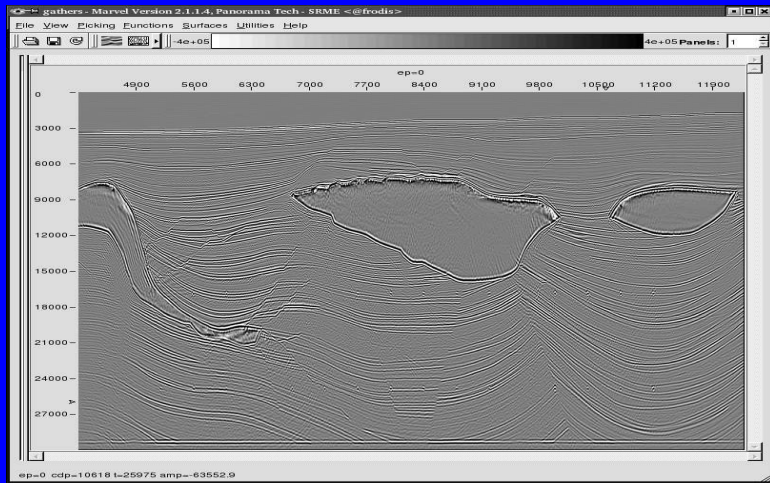 gathers - Marvel Version 2.1.1.4, Panorama Tech - SRME <@frodis>
File View Picking Functions Surfaces Utilities Help
-4e+05 4e+05 Panels: 1
ep=0
4900 5600 6300 7000 7700 8400 9100 9800 10500 11200 11900
0
3000
6000
9000
12000
15000
18000
21000
24000
27000
ep=0 cdp=10618 t=25975 amp=-63552.9